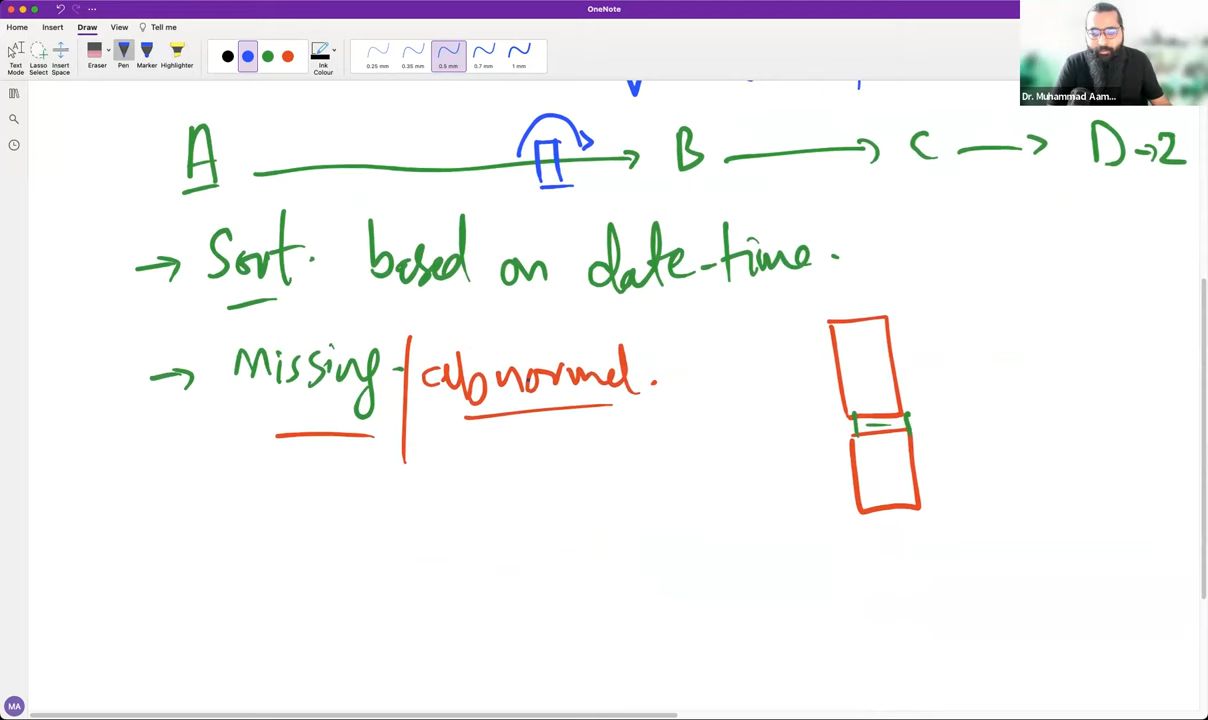 OneNote
Home Insert Draw View Tell me
Text Mode Lasso Select Insert Space Eraser Pen Marker Highlighter Ink Colour 0.25 mm 0.35 mm 0.5 mm 0.7 mm 1 mm
Dr. Muhammad Aam...
A → B → C → D → 2
→ Sort. based on date-time.
→ Missing - abnormal.
MA